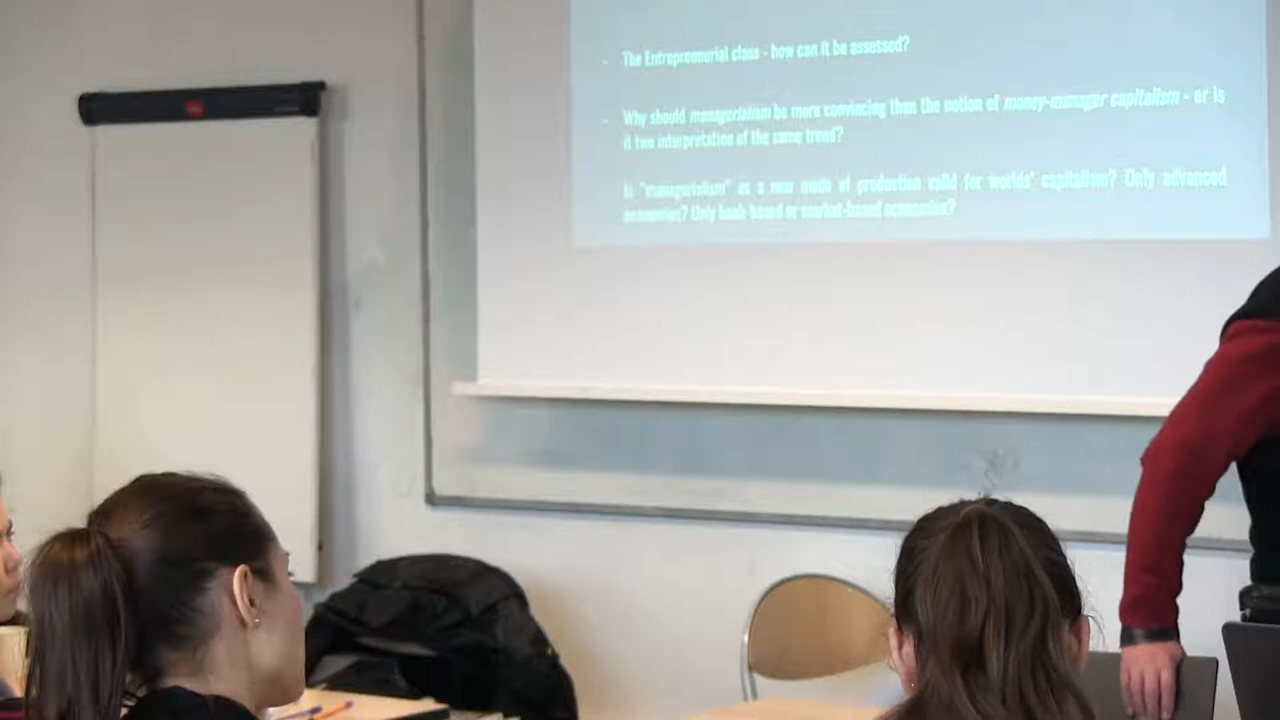 - The Entrepreneurial class - how can it be assessed?
- Why should managerialism be more convincing than the notion of money-manager capitalism - or is
it two interpretation of the same trend?
Is "managerialism" as a new mode of production valid for worlds' capitalism? Only advanced
economies? Only bank-based or market-based economies?